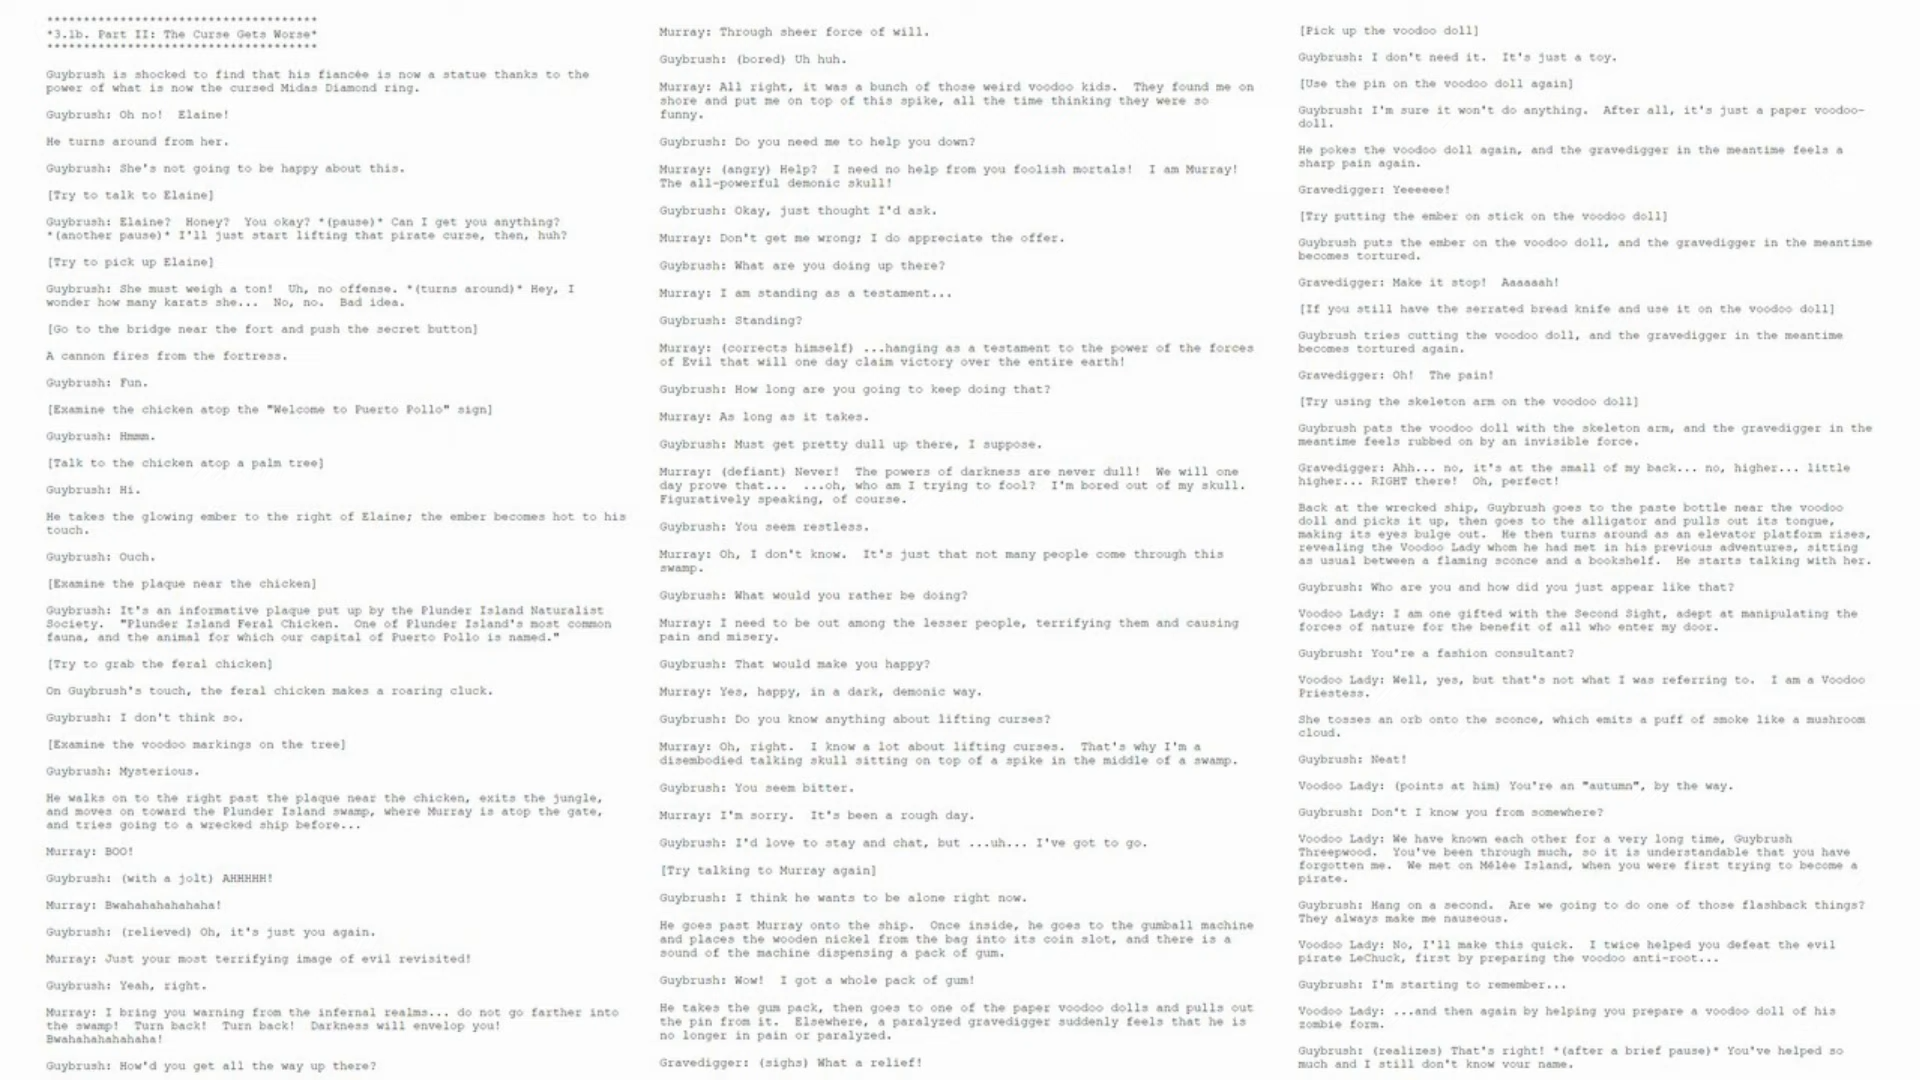 *************************************
*3.1b. Part II: The Curse Gets Worse*
*************************************
Guybrush is shocked to find that his fiancée is now a statue thanks to the
power of what is now the cursed Midas Diamond ring.
Guybrush: Oh no!  Elaine!
He turns around from her.
Guybrush: She's not going to be happy about this.
[Try to talk to Elaine]
Guybrush: Elaine?  Honey?  You okay? *(pause)* Can I get you anything?
*(another pause)* I'll just start lifting that pirate curse, then, huh?
[Try to pick up Elaine]
Guybrush: She must weigh a ton!  Uh, no offense. *(turns around)* Hey, I
wonder how many karats she...  No, no.  Bad idea.
[Go to the bridge near the fort and push the secret button]
A cannon fires from the fortress.
Guybrush: Fun.
[Examine the chicken atop the "Welcome to Puerto Pollo" sign]
Guybrush: Hmmm.
[Talk to the chicken atop a palm tree]
Guybrush: Hi.
He takes the glowing ember to the right of Elaine; the ember becomes hot to his
touch.
Guybrush: Ouch.
[Examine the plaque near the chicken]
Guybrush: It's an informative plaque put up by the Plunder Island Naturalist
Society.  "Plunder Island Feral Chicken.  One of Plunder Island's most common
fauna, and the animal for which our capital of Puerto Pollo is named."
[Try to grab the feral chicken]
On Guybrush's touch, the feral chicken makes a roaring cluck.
Guybrush: I don't think so.
[Examine the voodoo markings on the tree]
Guybrush: Mysterious.
He walks on to the right past the plaque near the chicken, exits the jungle,
and moves on toward the Plunder Island swamp, where Murray is atop the gate,
and tries going to a wrecked ship before...
Murray: BOO!
Guybrush: (with a jolt) AHHHHH!
Murray: Bwahahahahahaha!
Guybrush: (relieved) Oh, it's just you again.
Murray: Just your most terrifying image of evil revisited!
Guybrush: Yeah, right.
Murray: I bring you warning from the infernal realms... do not go farther into
the swamp!  Turn back!  Turn back!  Darkness will envelop you!
Bwahahahahahaha!
Guybrush: How'd you get all the way up there?
Murray: Through sheer force of will.
Guybrush: (bored) Uh huh.
Murray: All right, it was a bunch of those weird voodoo kids.  They found me on
shore and put me on top of this spike, all the time thinking they were so
funny.
Guybrush: Do you need me to help you down?
Murray: (angry) Help?  I need no help from you foolish mortals!  I am Murray!
The all-powerful demonic skull!
Guybrush: Okay, just thought I'd ask.
Murray: Don't get me wrong; I do appreciate the offer.
Guybrush: What are you doing up there?
Murray: I am standing as a testament...
Guybrush: Standing?
Murray: (corrects himself) ...hanging as a testament to the power of the forces
of Evil that will one day claim victory over the entire earth!
Guybrush: How long are you going to keep doing that?
Murray: As long as it takes.
Guybrush: Must get pretty dull up there, I suppose.
Murray: (defiant) Never!  The powers of darkness are never dull!  We will one
day prove that...  ...oh, who am I trying to fool?  I'm bored out of my skull.
Figuratively speaking, of course.
Guybrush: You seem restless.
Murray: Oh, I don't know.  It's just that not many people come through this
swamp.
Guybrush: What would you rather be doing?
Murray: I need to be out among the lesser people, terrifying them and causing
pain and misery.
Guybrush: That would make you happy?
Murray: Yes, happy, in a dark, demonic way.
Guybrush: Do you know anything about lifting curses?
Murray: Oh, right.  I know a lot about lifting curses.  That's why I'm a
disembodied talking skull sitting on top of a spike in the middle of a swamp.
Guybrush: You seem bitter.
Murray: I'm sorry.  It's been a rough day.
Guybrush: I'd love to stay and chat, but ...uh... I've got to go.
[Try talking to Murray again]
Guybrush: I think he wants to be alone right now.
He goes past Murray onto the ship.  Once inside, he goes to the gumball machine
and places the wooden nickel from the bag into its coin slot, and there is a
sound of the machine dispensing a pack of gum.
Guybrush: Wow!  I got a whole pack of gum!
He takes the gum pack, then goes to one of the paper voodoo dolls and pulls out
the pin from it.  Elsewhere, a paralyzed gravedigger suddenly feels that he is
no longer in pain or paralyzed.
Gravedigger: (sighs) What a relief!
[Pick up the voodoo doll]
Guybrush: I don't need it.  It's just a toy.
[Use the pin on the voodoo doll again]
Guybrush: I'm sure it won't do anything.  After all, it's just a paper voodoo-
doll.
He pokes the voodoo doll again, and the gravedigger in the meantime feels a
sharp pain again.
Gravedigger: Yeeeeee!
[Try putting the ember on stick on the voodoo doll]
Guybrush puts the ember on the voodoo doll, and the gravedigger in the meantime
becomes tortured.
Gravedigger: Make it stop!  Aaaaaah!
[If you still have the serrated bread knife and use it on the voodoo doll]
Guybrush tries cutting the voodoo doll, and the gravedigger in the meantime
becomes tortured again.
Gravedigger: Oh!  The pain!
[Try using the skeleton arm on the voodoo doll]
Guybrush pats the voodoo doll with the skeleton arm, and the gravedigger in the
meantime feels rubbed on by an invisible force.
Gravedigger: Ahh... no, it's at the small of my back... no, higher... little
higher... RIGHT there!  Oh, perfect!
Back at the wrecked ship, Guybrush goes to the paste bottle near the voodoo
doll and picks it up, then goes to the alligator and pulls out its tongue,
making its eyes bulge out.  He then turns around as an elevator platform rises,
revealing the Voodoo Lady whom he had met in his previous adventures, sitting
as usual between a flaming sconce and a bookshelf.  He starts talking with her.
Guybrush: Who are you and how did you just appear like that?
Voodoo Lady: I am one gifted with the Second Sight, adept at manipulating the
forces of nature for the benefit of all who enter my door.
Guybrush: You're a fashion consultant?
Voodoo Lady: Well, yes, but that's not what I was referring to.  I am a Voodoo
Priestess.
She tosses an orb onto the sconce, which emits a puff of smoke like a mushroom
cloud.
Guybrush: Neat!
Voodoo Lady: (points at him) You're an "autumn", by the way.
Guybrush: Don't I know you from somewhere?
Voodoo Lady: We have known each other for a very long time, Guybrush
Threepwood.  You've been through much, so it is understandable that you have
forgotten me.  We met on Mêlée Island, when you were first trying to become a
pirate.
Guybrush: Hang on a second.  Are we going to do one of those flashback things?
They always make me nauseous.
Voodoo Lady: No, I'll make this quick.  I twice helped you defeat the evil
pirate LeChuck, first by preparing the voodoo anti-root...
Guybrush: I'm starting to remember...
Voodoo Lady: ...and then again by helping you prepare a voodoo doll of his
zombie form.
Guybrush: (realizes) That's right! *(after a brief pause)* You've helped so
much and I still don't know your name.